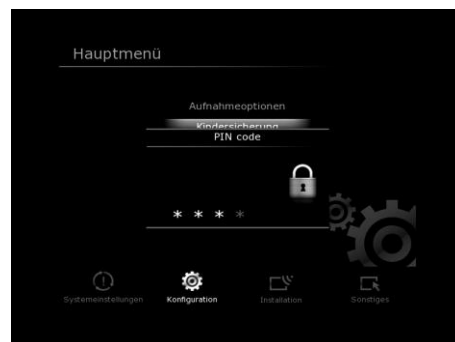 Hauptmenü
Aufnahmeoptionen
Kindersicherung
PIN code
* * * *
Systemeinstellungen Konfiguration Installation Sonstiges